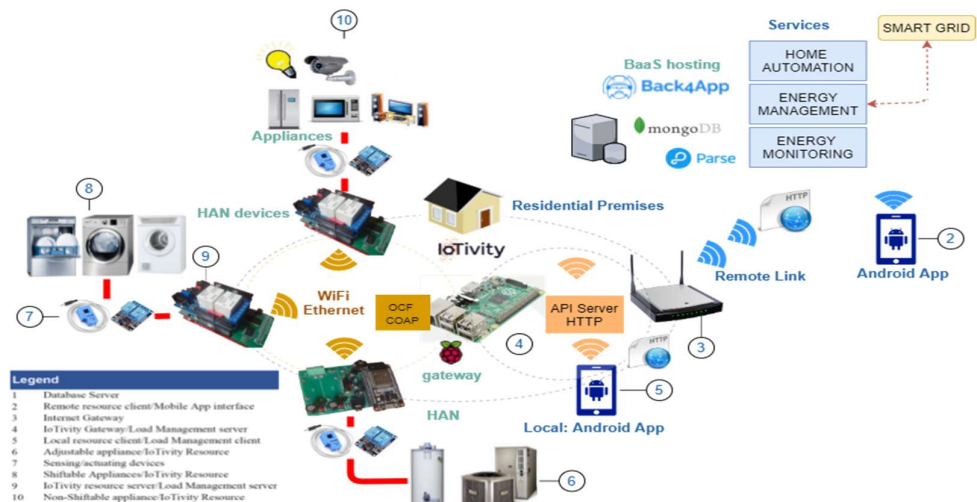 10
Services
SMART GRID
HOME
AUTOMATION
BaaS hosting
Back4App
ENERGY
MANAGEMENT
mongoDB
Parse
ENERGY
MONITORING
Appliances
8
HAN devices
Residential Premises
HTTP
2
IoTivity
9
Remote Link
Android App
WiFi
Ethernet
OCF
COAP
API Server
HTTP
7
4
3
HTTP
gateway
5
HAN
Local: Android App
6
Legend
1 Database Server
2 Remote resource client/Mobile App interface
3 Internet Gateway
4 IoTivity Gateway/Load Management server
5 Local resource client/Load Management client
6 Adjustable appliance/IoTivity Resource
7 Sensing/actuating devices
8 Shiftable Appliances/IoTivity Resource
9 IoTivity resource server/Load Management server
10 Non-Shiftable appliance/IoTivity Resource